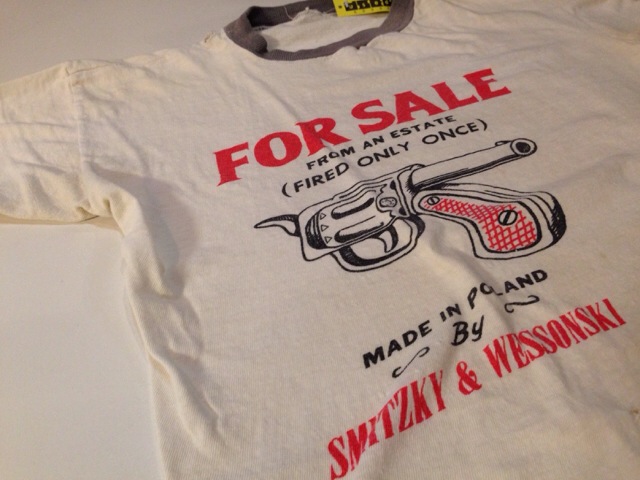 FOR SALE
FROM AN ESTATE
(FIRED ONLY ONCE)
MADE IN POLAND
By
SMITZKY & WESSONSKI